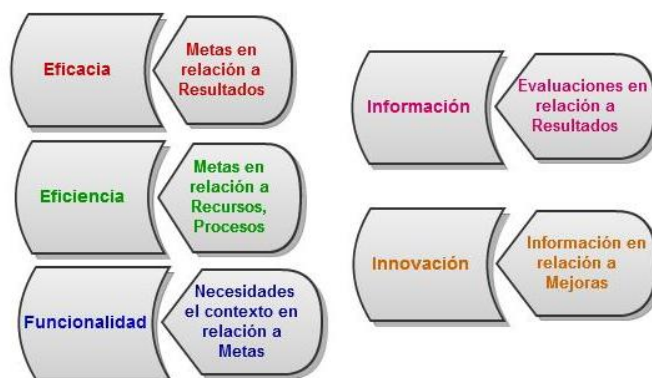 Eficacia
Metas en
relación a
Resultados
Eficiencia
Metas en
relación a
Recursos,
Procesos
Funcionalidad
Necesidades
el contexto en
relación a
Metas
Información
Evaluaciones en
relación a
Resultados
Innovación
Información en
relación a
Mejoras